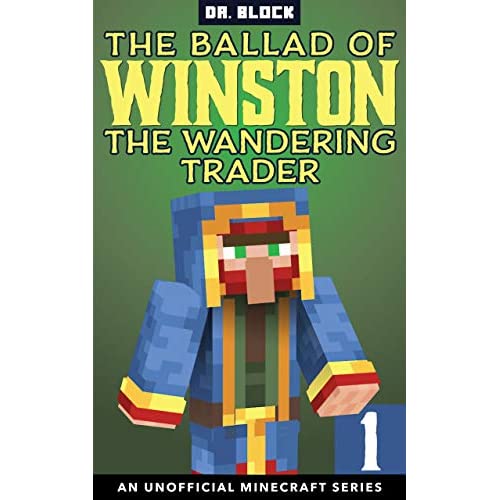 DR. BLOCK
THE BALLAD OF
WINSTON
THE WANDERING
TRADER
1
AN UNOFFICIAL MINECRAFT SERIES